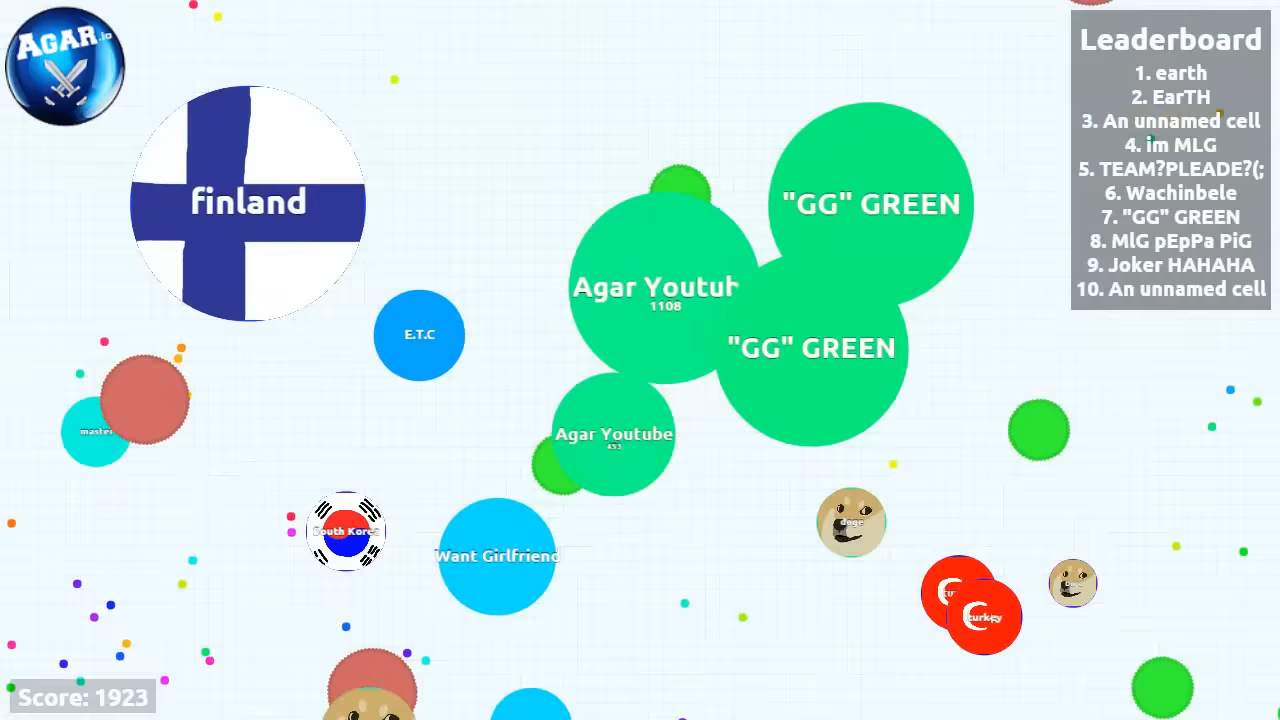 AGAR.io
Leaderboard
1. earth
2. EarTH
3. An unnamed cell
4. im MLG
5. TEAM?PLEADE?(;
6. Wachinbele
7. "GG" GREEN
8. MlG pEpPa PiG
9. Joker HAHAHA
10. An unnamed cell
finland
"GG" GREEN
Agar Youtub
1108
E.T.C
"GG" GREEN
master
Agar Youtube
453
South Korea
doge
Want Girlfriend
turkey
Score: 1923